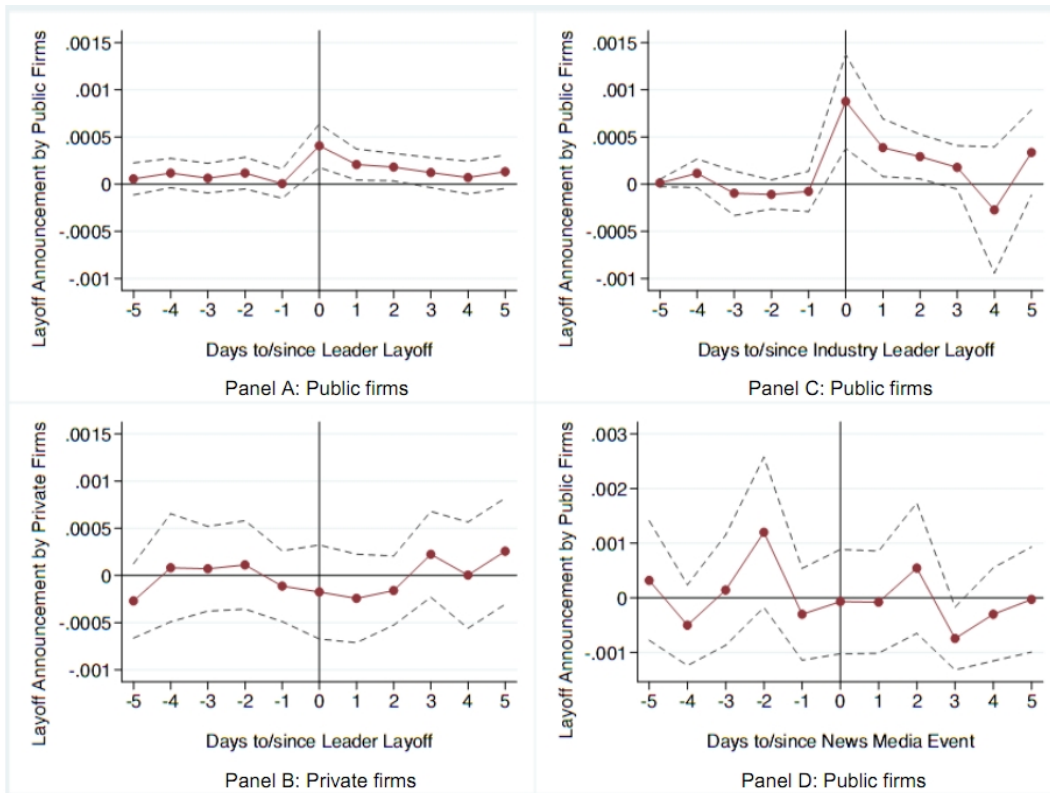 Layoff Announcement by Public Firms
.0015
.001
.0005
0
-.0005
-.001
-5 -4 -3 -2 -1 0 1 2 3 4 5
Days to/since Leader Layoff
Panel A: Public firms
Layoff Announcement by Public Firms
.0015
.001
.0005
0
-.0005
-.001
-5 -4 -3 -2 -1 0 1 2 3 4 5
Days to/since Industry Leader Layoff
Panel C: Public firms
Layoff Announcement by Private Firms
.0015
.001
.0005
0
-.0005
-.001
-5 -4 -3 -2 -1 0 1 2 3 4 5
Days to/since Leader Layoff
Panel B: Private firms
Layoff Announcement by Public Firms
.003
.002
.001
0
-.001
-5 -4 -3 -2 -1 0 1 2 3 4 5
Days to/since News Media Event
Panel D: Public firms